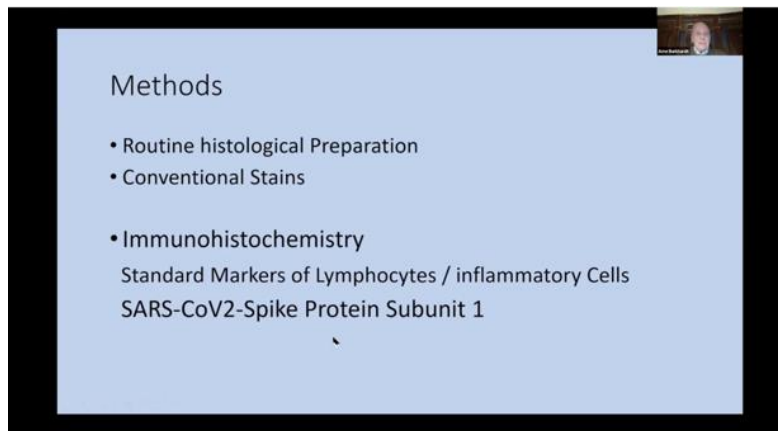 Methods
• Routine histological Preparation
• Conventional Stains
• Immunohistochemistry
Standard Markers of Lymphocytes / inflammatory Cells
SARS-CoV2-Spike Protein Subunit 1